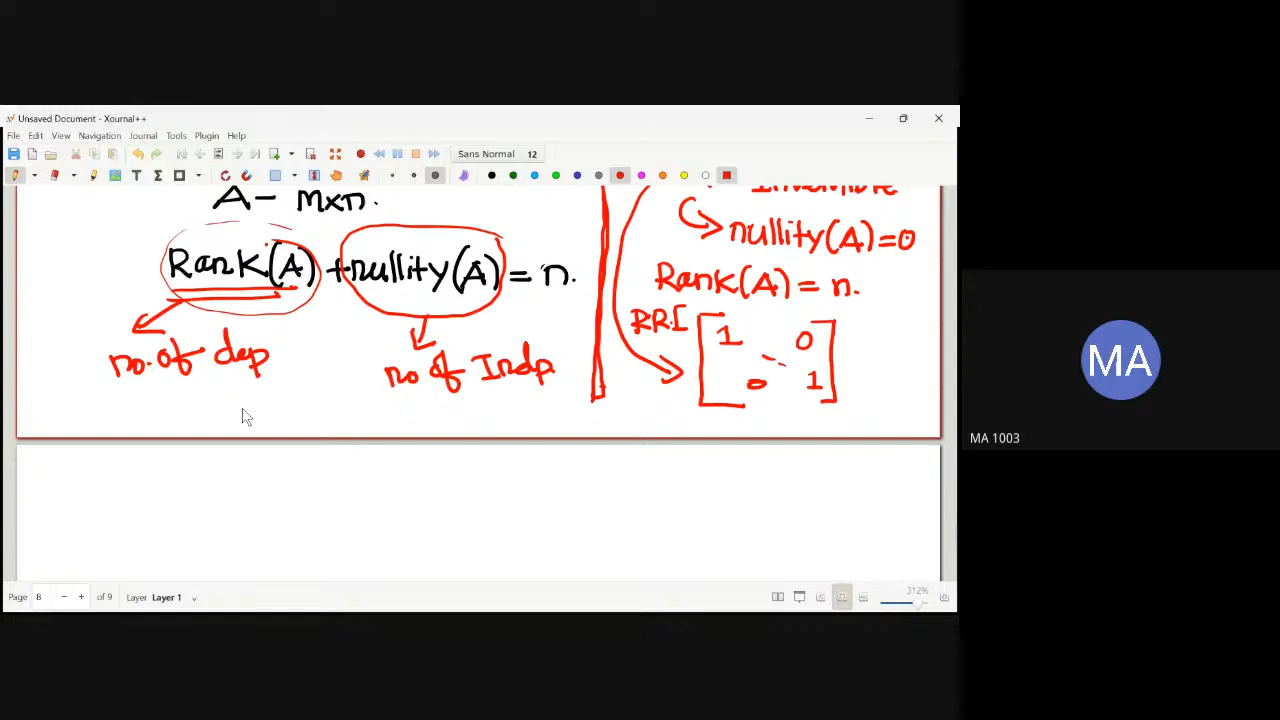 Unsaved Document - Xournal++
File Edit View Navigation Journal Tools Plugin Help
Sans Normal 12
A - m×n.
Rank(A) + nullity(A) = n.
no. of dep
no of Indp.
nullity(A) = 0
Rank(A) = n.
RRE
1 0
0 1
MA
MA 1003
Page 8 of 9 Layer Layer 1
312%